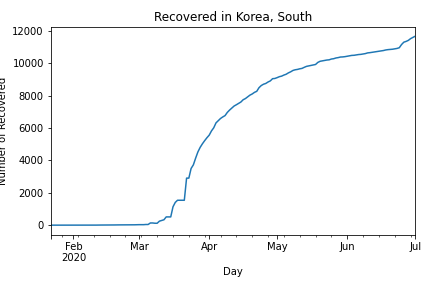 Recovered in Korea, South
Number of Recovered
12000
10000
8000
6000
4000
2000
0
Feb
2020
Mar
Apr
May
Jun
Jul
Day